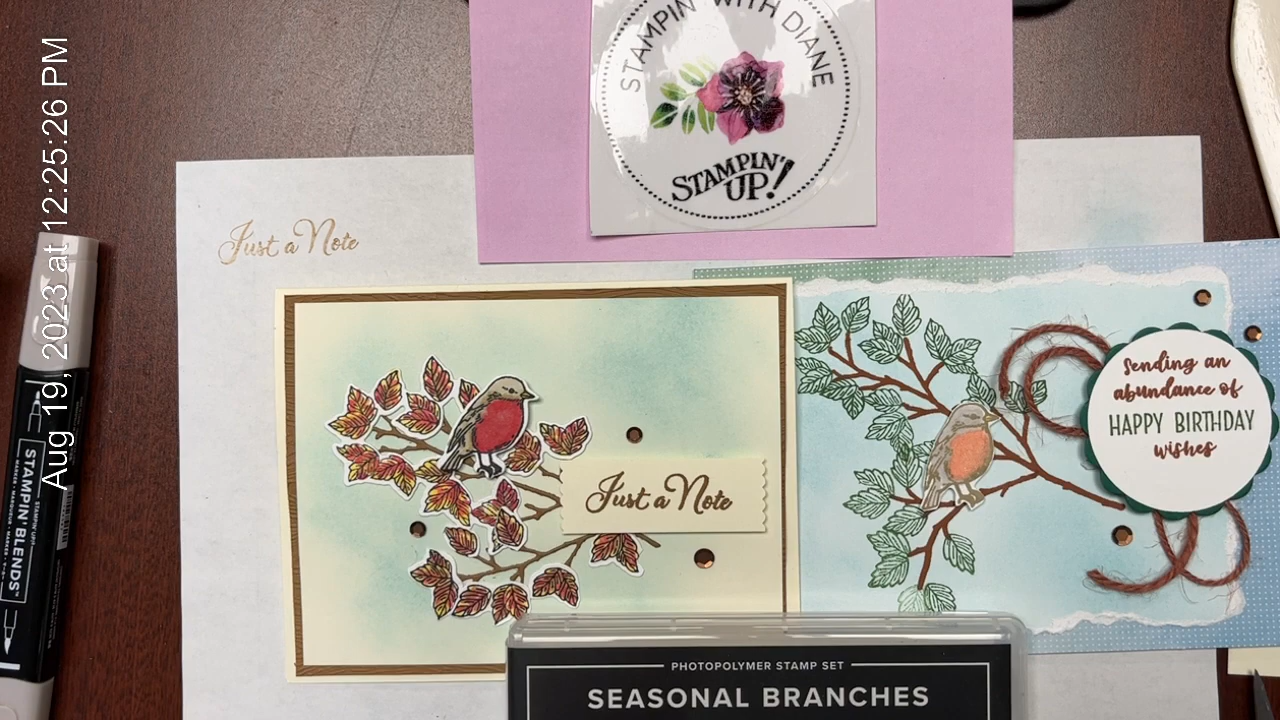 Aug 19, 2023 at 12:25:26 PM
STAMPIN' WITH DIANE
STAMPIN'
UP!
Just a Note
Just a Note
Sending an
abundance of
HAPPY BIRTHDAY
wishes
STAMPIN' BLENDS
PHOTOPOLYMER STAMP SET
SEASONAL BRANCHES